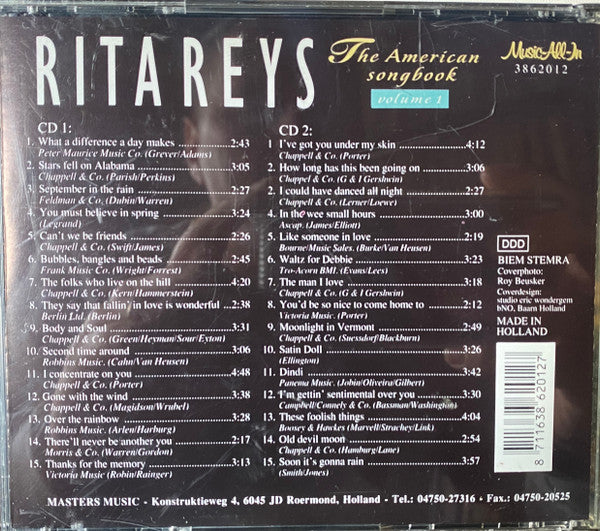 RITA REYS
The American
songbook
volume 1
Music-All-In
3862012
CD 1:
1. What a difference a day makes 2:43
Peter Maurice Music Co. (Grever/Adams)
2. Stars fell on Alabama 3:05
Chappell & Co. (Parish/Perkins)
3. September in the rain 2:27
Feldman & Co. (Dubin/Warren)
4. You must believe in spring 3:24
(Legrand)
5. Can't we be friends 2:26
Chappell & Co. (Swift/James)
6. Bubbles, bangles and beads 2:45
Frank Music Co. (Wright/Forrest)
7. The folks who live on the hill 4:20
Chappell & Co. (Kern/Hammerstein)
8. They say that fallin' in love is wonderful 2:38
Berlin Ltd. (Berlin)
9. Body and Soul 3:31
Chappell & Co. (Green/Heyman/Sour/Eyton)
10. Second time around 3:06
Robbins Music. (Cahn/Van Heusen)
11. I concentrate on you 4:48
Chappell & Co. (Porter)
12. Gone with the wind 3:38
Chappell & Co. (Magidson/Wrubel)
13. Over the rainbow 3:28
Robbins Music. (Arlen/Harburg)
14. There'll never be another you 2:17
Morris & Co. (Warren/Gordon)
15. Thanks for the memory 3:13
Victoria Music (Robin/Rainger)
CD 2:
1 I've got you under my skin 4:12
Chappell & Co. (Porter)
2. How long has this been going on 3:06
Chapel & Co. (G & I Gershwin)
2. I could have danced all night 2:27
Chappell & Co. (Lerner/Loewe)
4. In the wee small hours 3:00
Ascap. (James/Elliott)
5. Like someone in love 2:19
Bourne/Music Sales. (Burke/Van Heusen)
6. Waltz for Debbie 3:23
Tro-Acorn BMI. (Evans/Lees)
7. The man I love 3:18
Chappell & Co. (G & I Gershwin)
8. You'd be so nice to come home to 2:12
Victoria Music. (Porter)
9. Moonlight in Vermont 2:49
Chappell & Co. (Suessdorf/Blackburn)
10. Satin Doll 3:26
(Ellington)
11. Dindi 3:42
Panema Music. (Jobin/Oliveira/Gilbert)
12. I'm gettin' sentimental over you 3:30
Campbell/Connely & Co. (Bassman/Washington)
13. These foolish things 4:04
Boosey & Hawkes (Marvell/Strachey/Link)
14. Old devil moon 2:54
Chappell & Co. (Hamburg/Lane)
15. Soon it's gonna rain 2:57
(Smith/Jones)
DDD
BIEM STEMRA
Coverphoto:
Roy Beusker
Coverdesign:
studio eric wondergem
bNO, Baarn Holland
MADE IN
HOLLAND
8 711638 620127
MASTERS MUSIC - Konstruktieweg 4, 6045 JD Roermond, Holland - Tel.: 04750-27316 • Fax.: 04750-20525